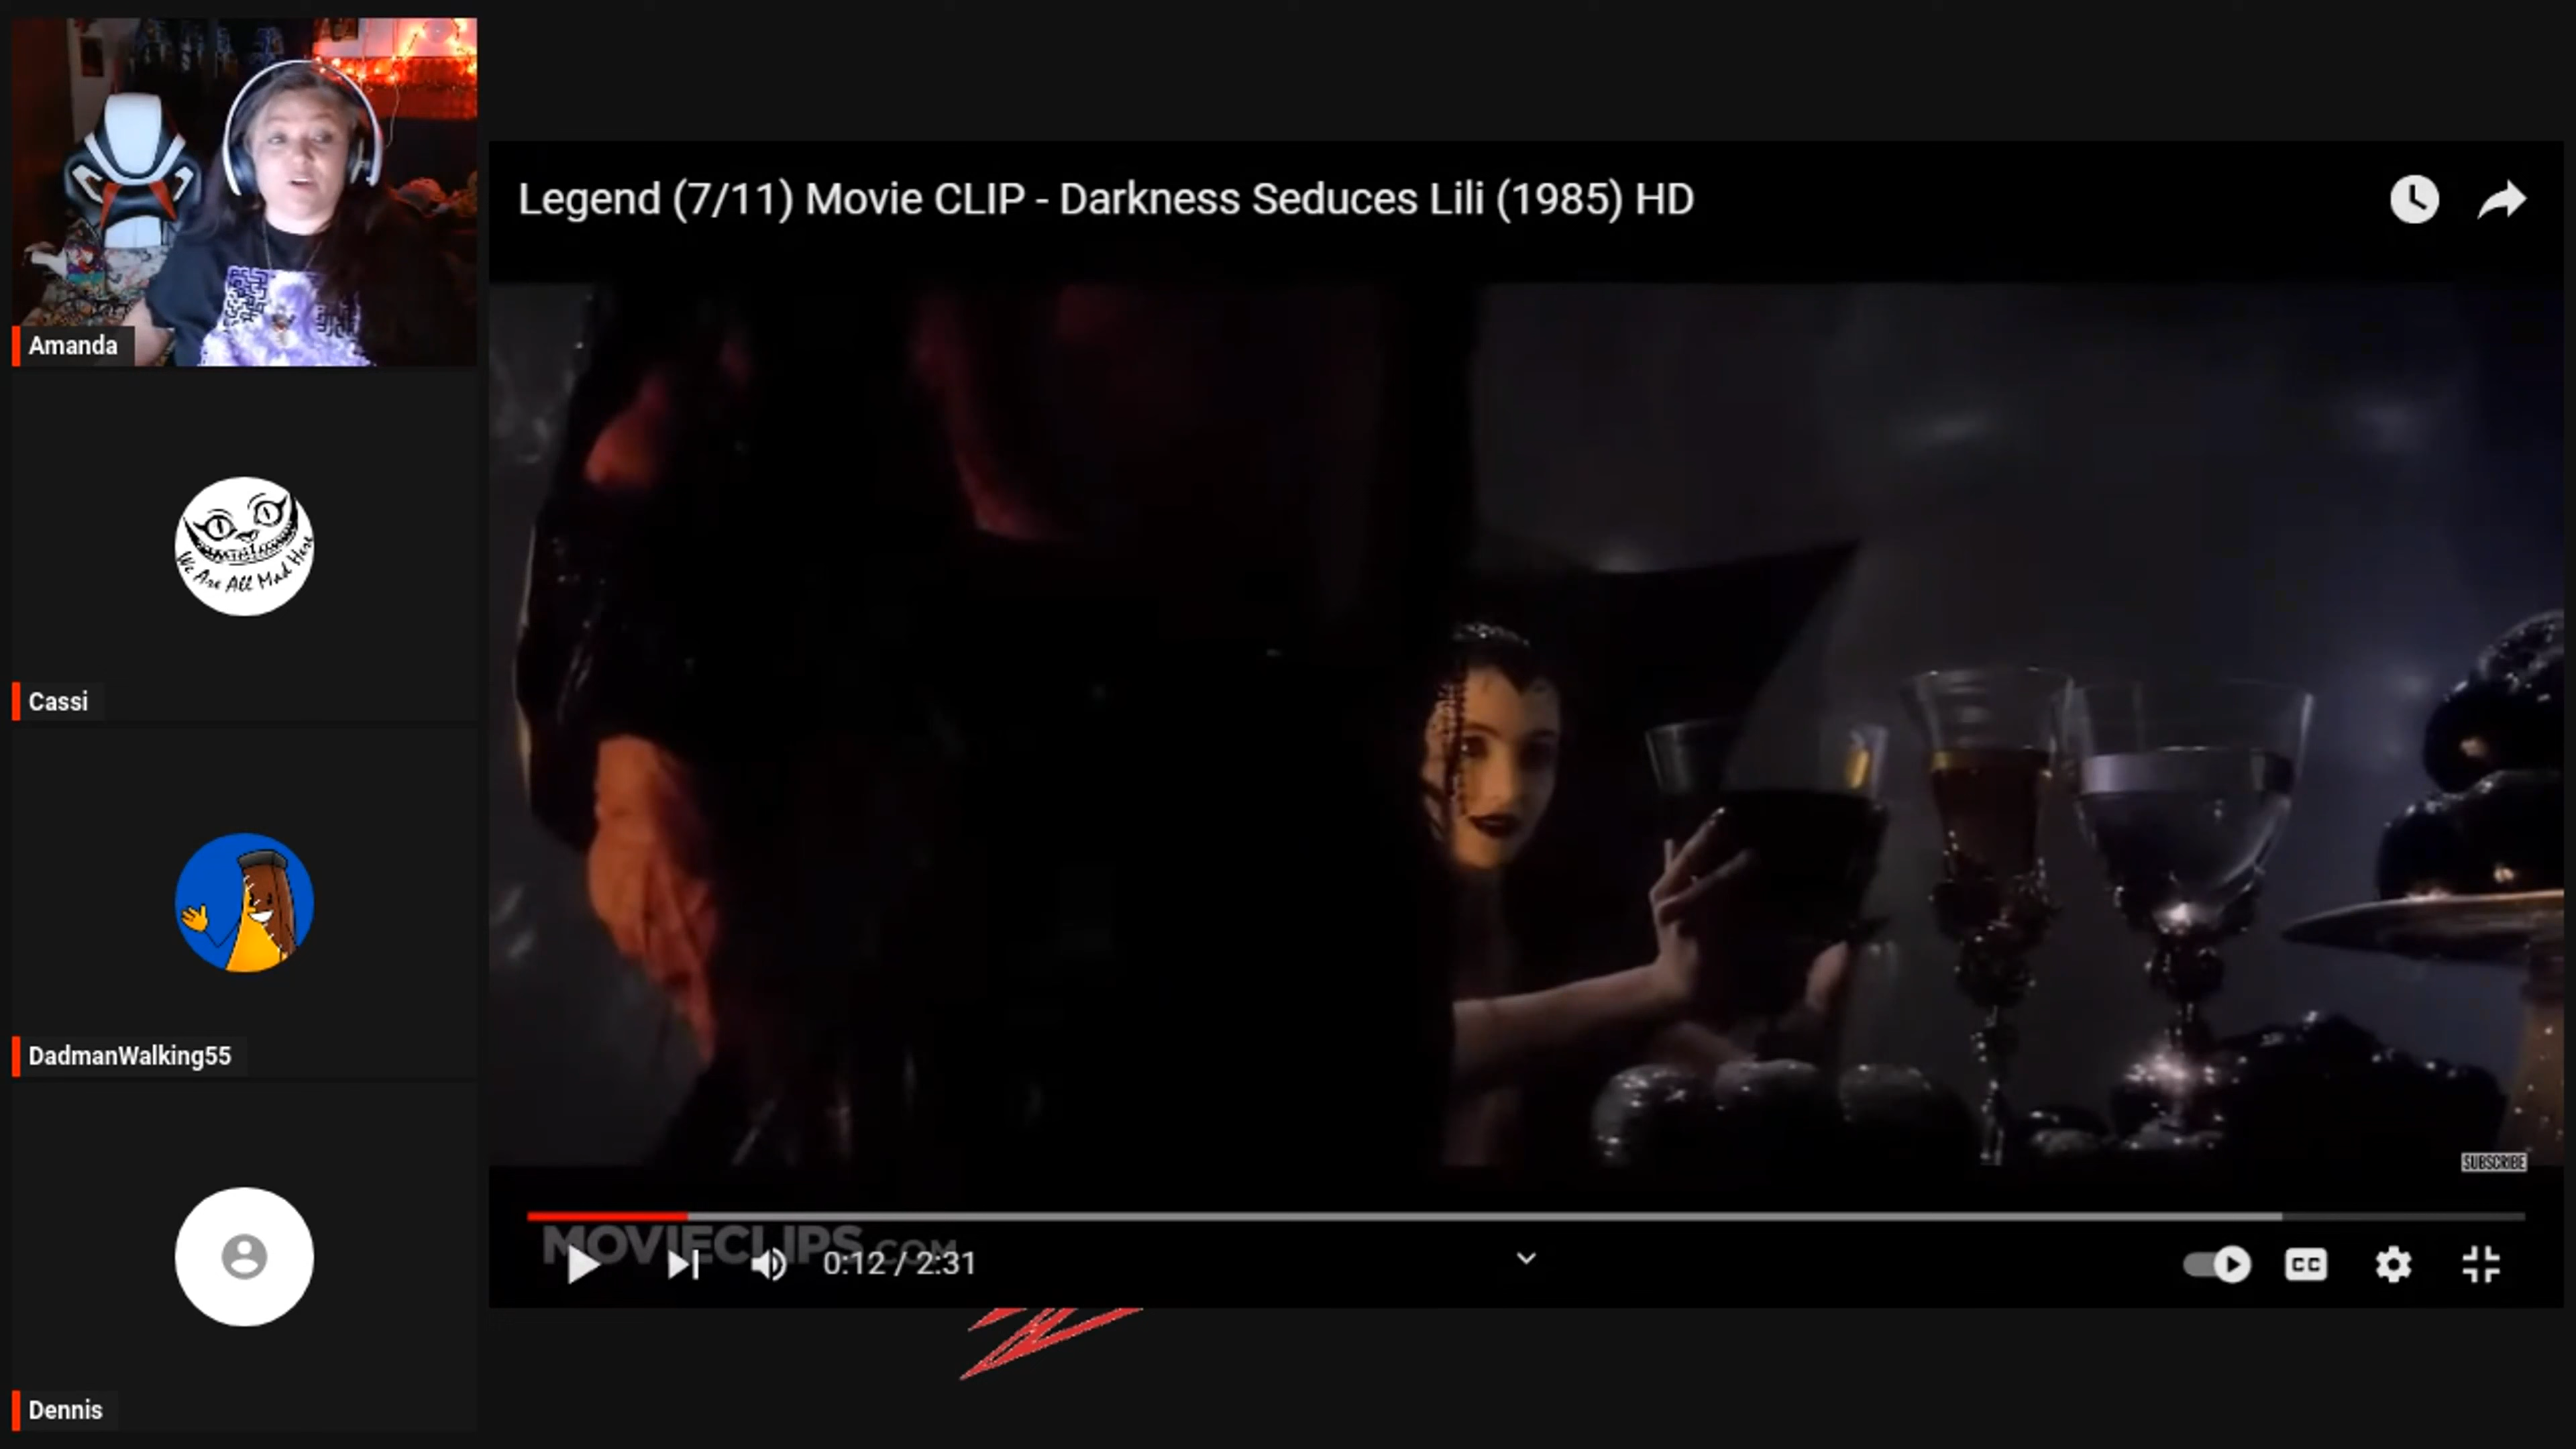 Legend (7/11) Movie CLIP - Darkness Seduces Lili (1985) HD
Amanda
We Are All Mad Here
Cassi
DadmanWalking55
Dennis
SUBSCRIBE
MOVIECLIPS.COM
0:12 / 2:31
CC